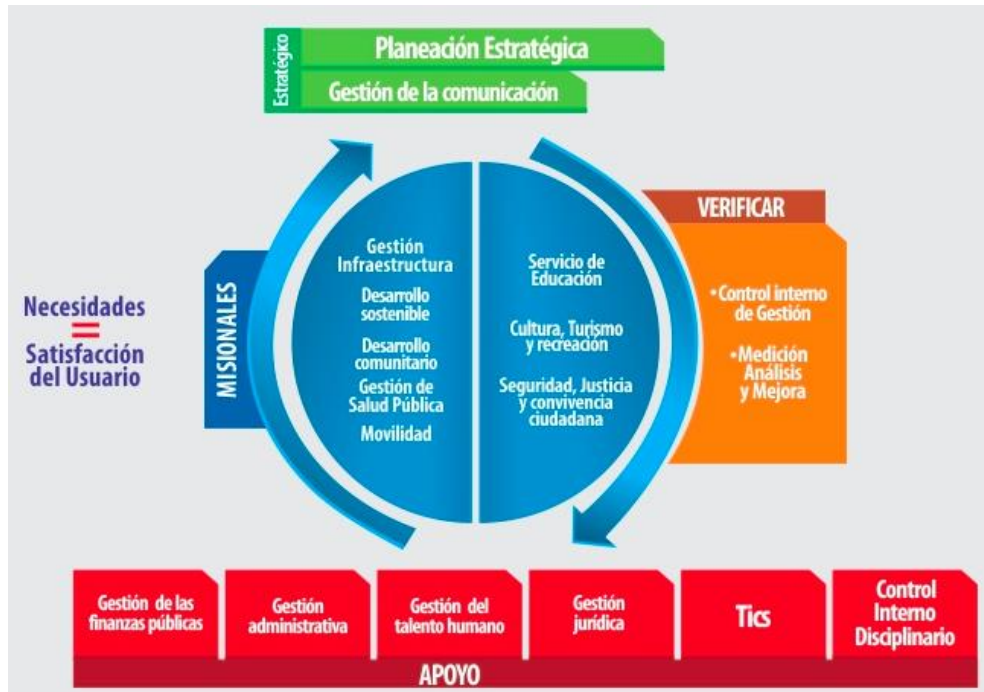 Estratégico
Planeación Estratégica
Gestión de la comunicación
Necesidades
=
Satisfacción
del Usuario
MISIONALES
Gestión
Infraestructura
Desarrollo
sostenible
Desarrollo
comunitario
Gestión de
Salud Pública
Movilidad
Servicio de
Educación
Cultura, Turismo
y recreación
Seguridad, Justicia
y convivencia
ciudadana
VERIFICAR
•Control interno
de Gestión
•Medición
Análisis
y Mejora
Gestión de las
finanzas públicas
Gestión
administrativa
Gestión del
talento humano
Gestión
jurídica
Tics
Control
Interno
Disciplinario
APOYO